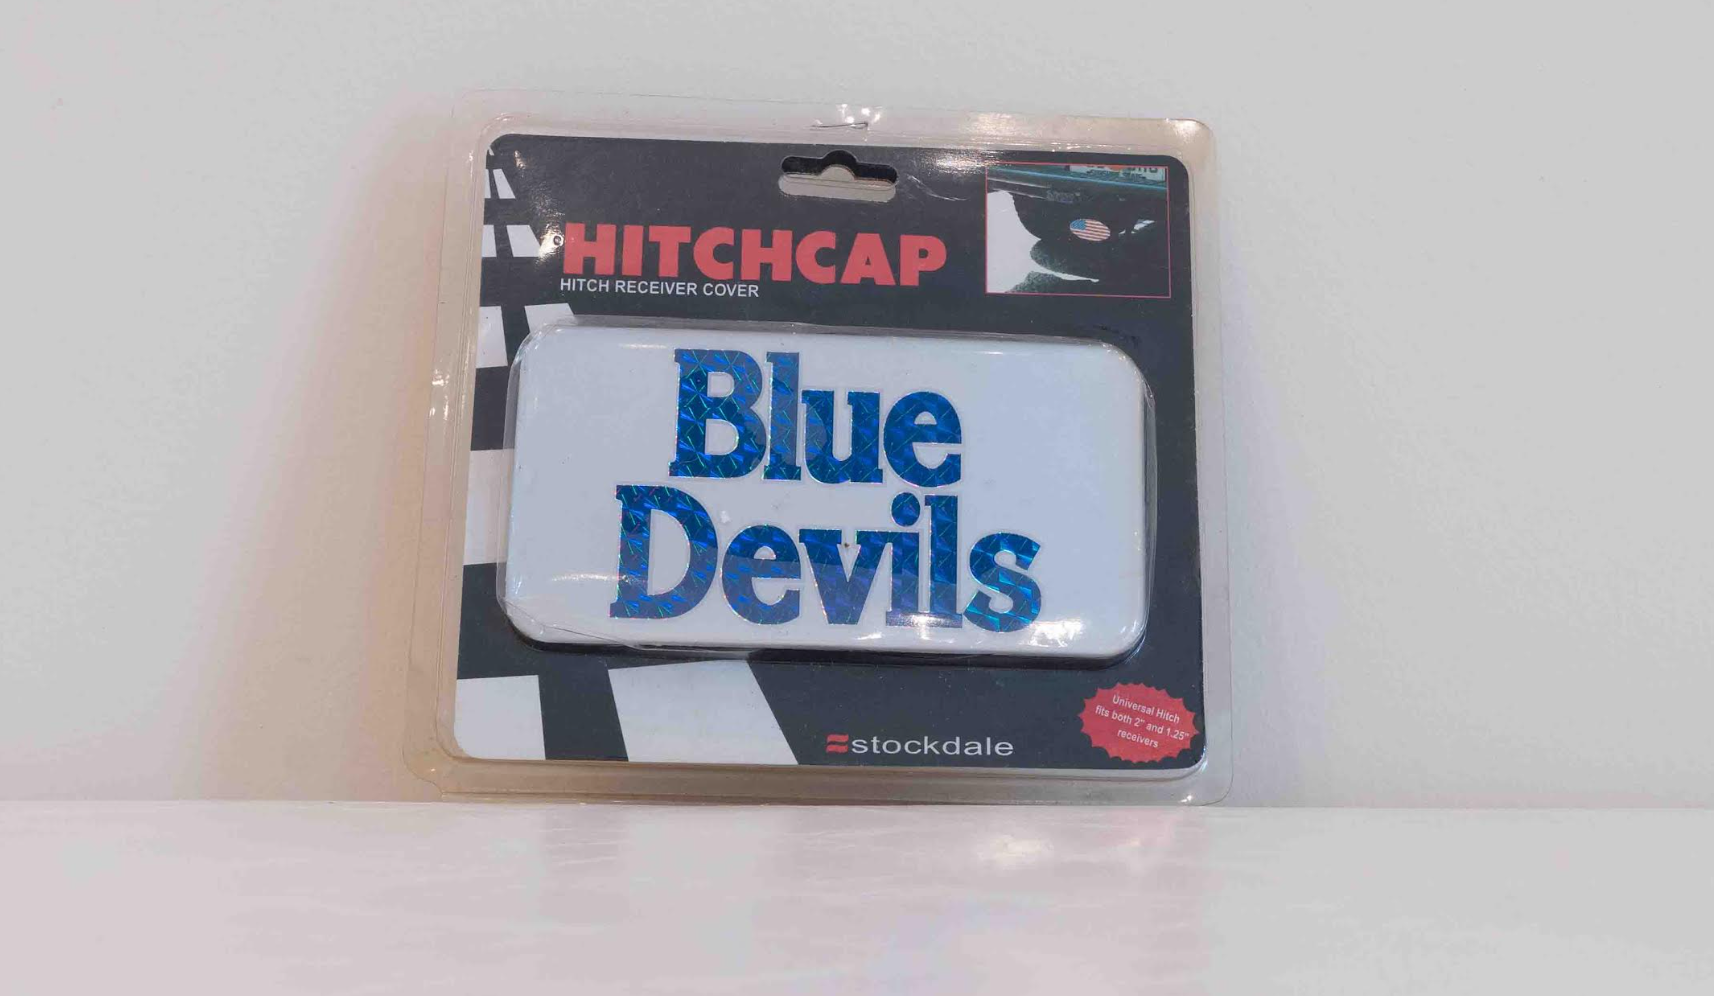 HITCHCAP
HITCH RECEIVER COVER
Blue
Devils
stockdale
Universal Hitch
fits both 2" and 1.25"
receivers